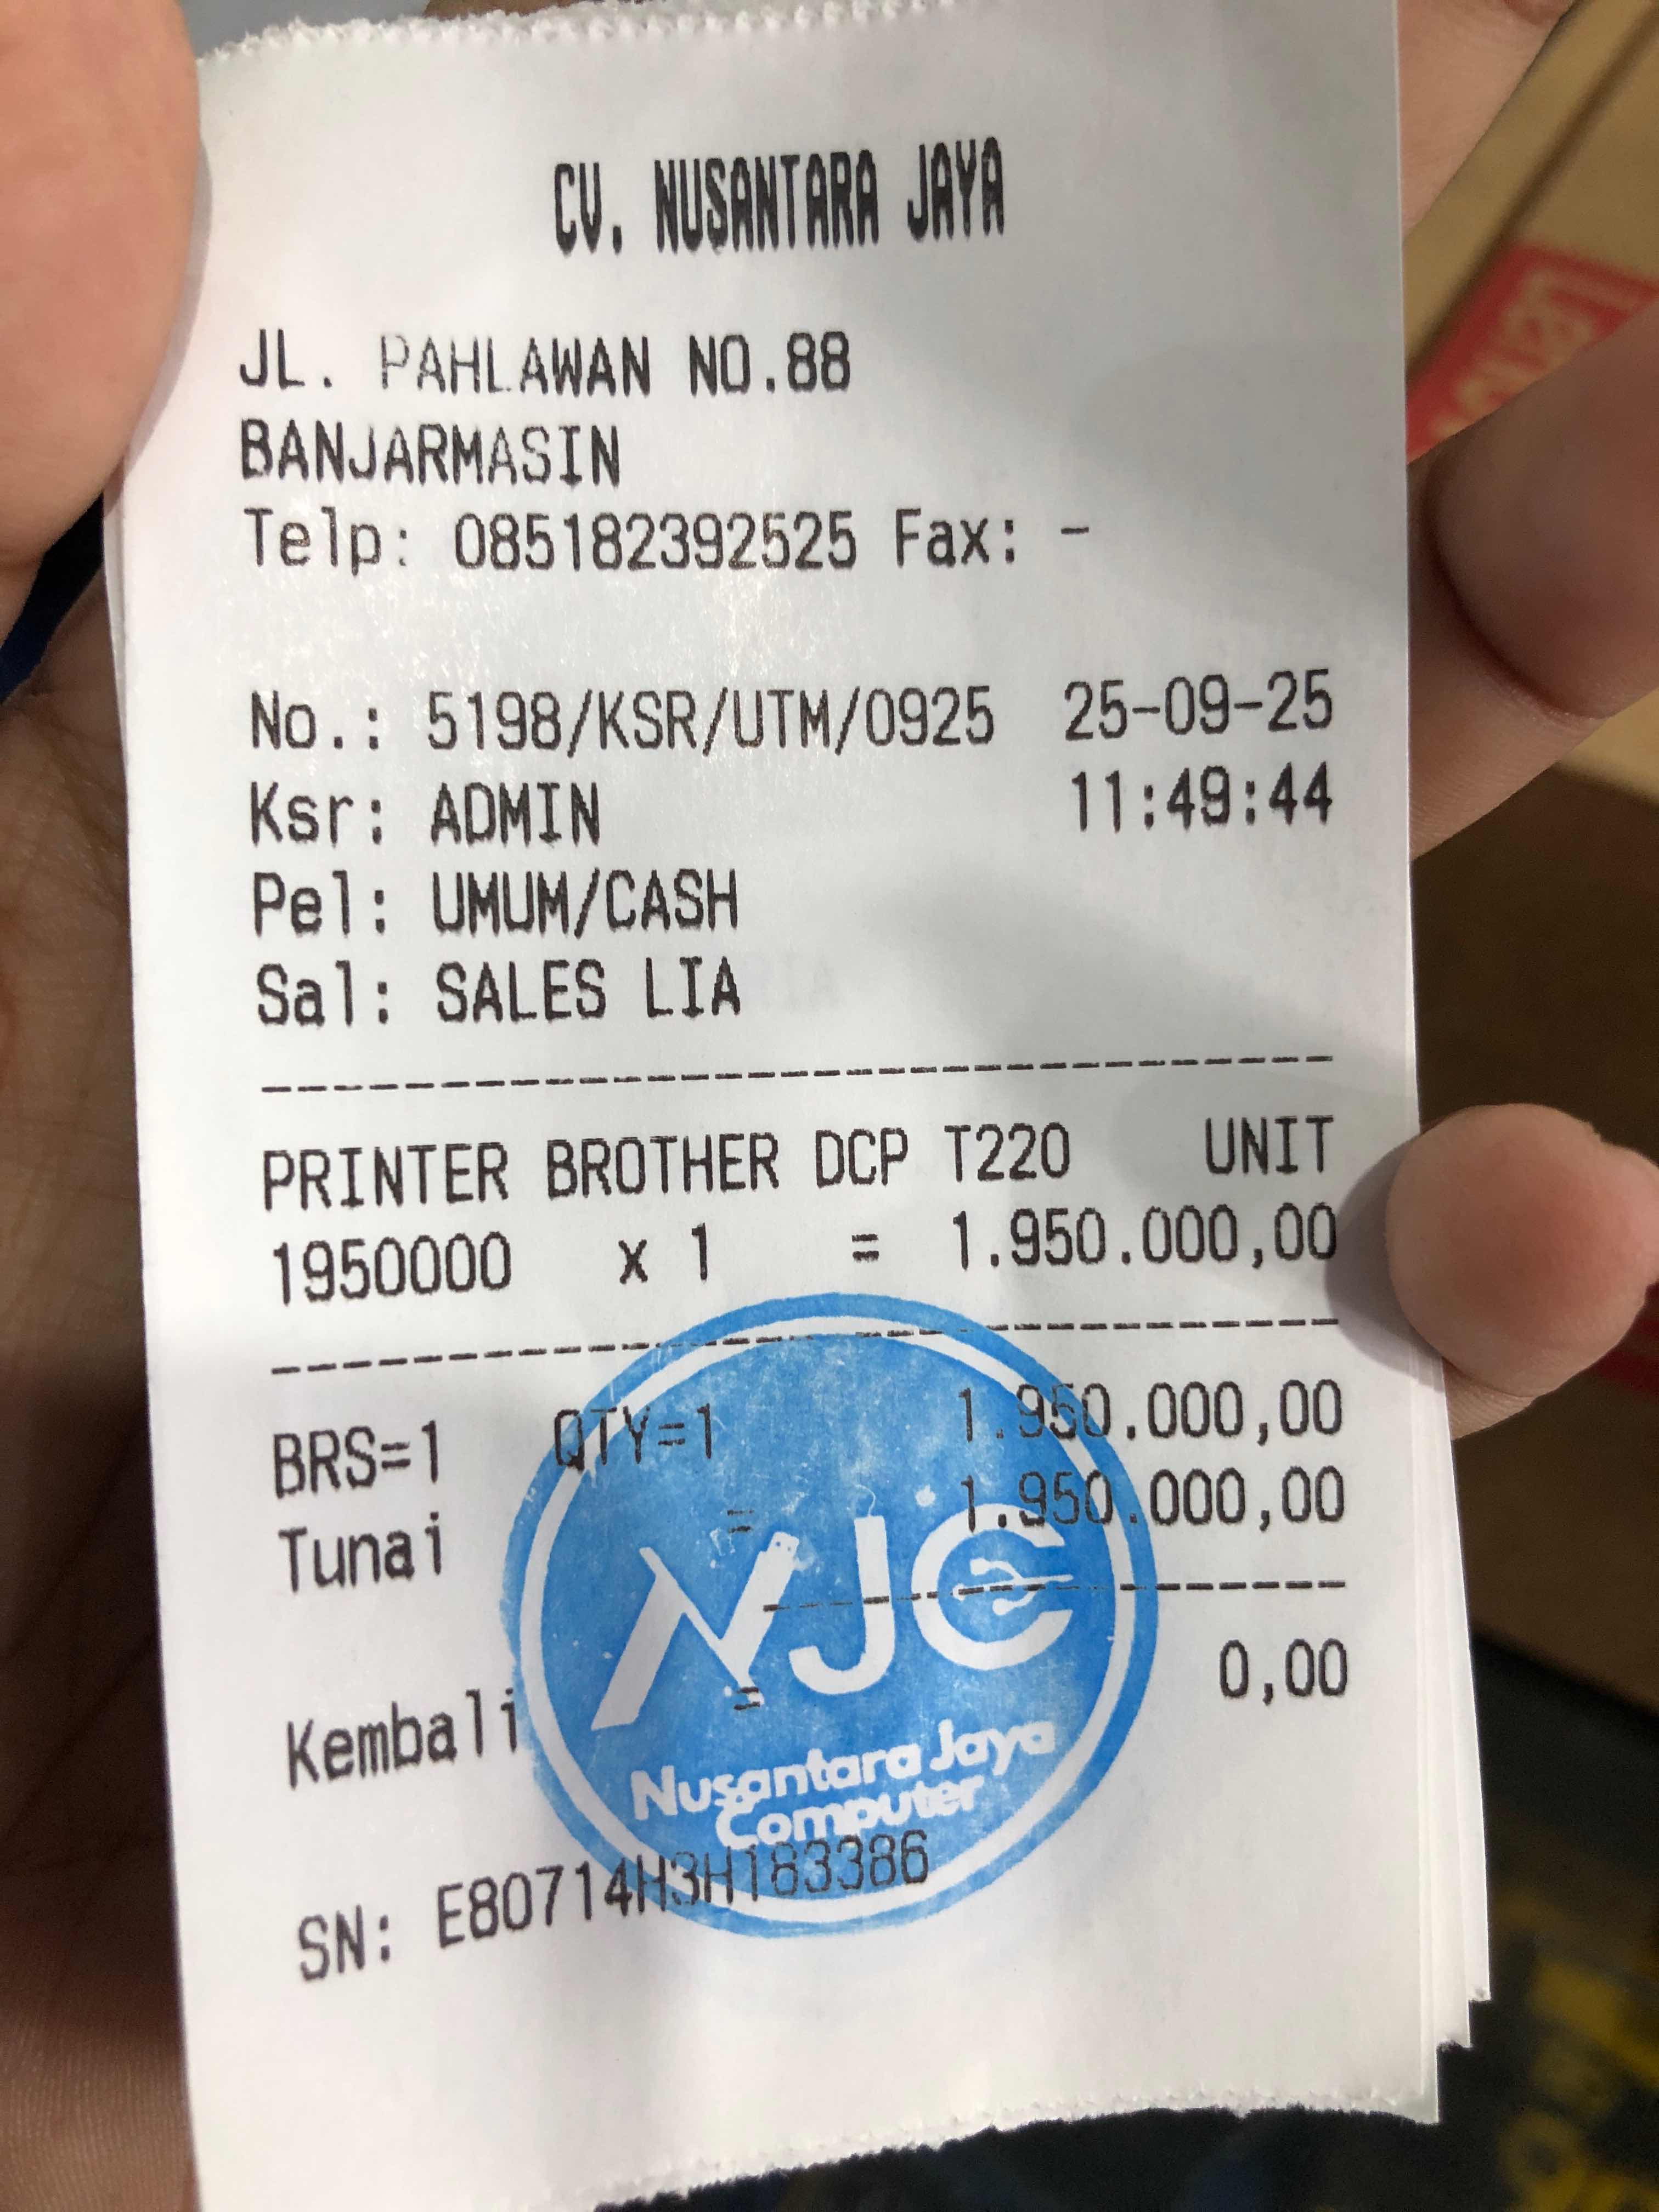 CV. NUSANTARA JAYA
JL. PAHLAWAN NO.88
BANJARMASIN
Telp: 085182392525 Fax: -
No.: 5198/KSR/UTM/0925 25-09-25
Ksr: ADMIN 11:49:44
Pel: UMUM/CASH
Sal: SALES LIA
PRINTER BROTHER DCP T220 UNIT
1950000 x 1 = 1.950.000,00
BRS=1 QTY=1 1.950.000,00
Tunai = 1.950.000,00
Kembali = 0,00
NJC
Nusantara Jaya
Computer
SN: E80714H3H183386